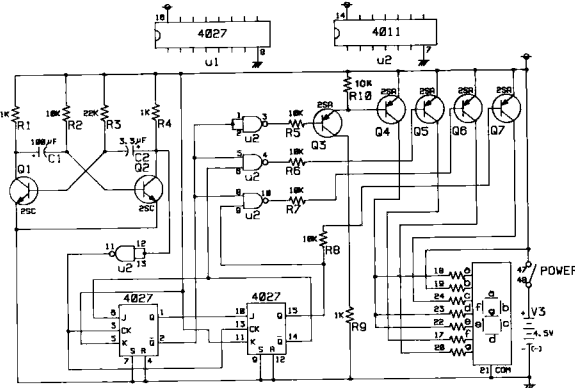 16
4027
8
u1
14
4011
7
u2
1K
R1
10K
R2
22K
R3
1K
R4
100µF
C1
3.3µF
C2
Q1
2SC
Q2
2SC
1
2
3
u2
10K
R5
5
6
4
u2
10K
R6
8
9
10
u2
10K
R7
10K
R8
1K
R9
10K
R10
2SA
Q3
2SA
Q4
2SA
Q5
2SA
Q6
2SA
Q7
11
12
13
u2
4027
6
J
Q
1
3
CK
5
K
Q
2
S
R
7
4
4027
10
J
Q
15
13
CK
11
K
Q
14
S
R
9
12
18
a
19
b
24
c
23
d
22
e
17
f
20
g
a
f
b
g
e
c
d
21
COM
47
48
POWER
V3
4.5V
(-)